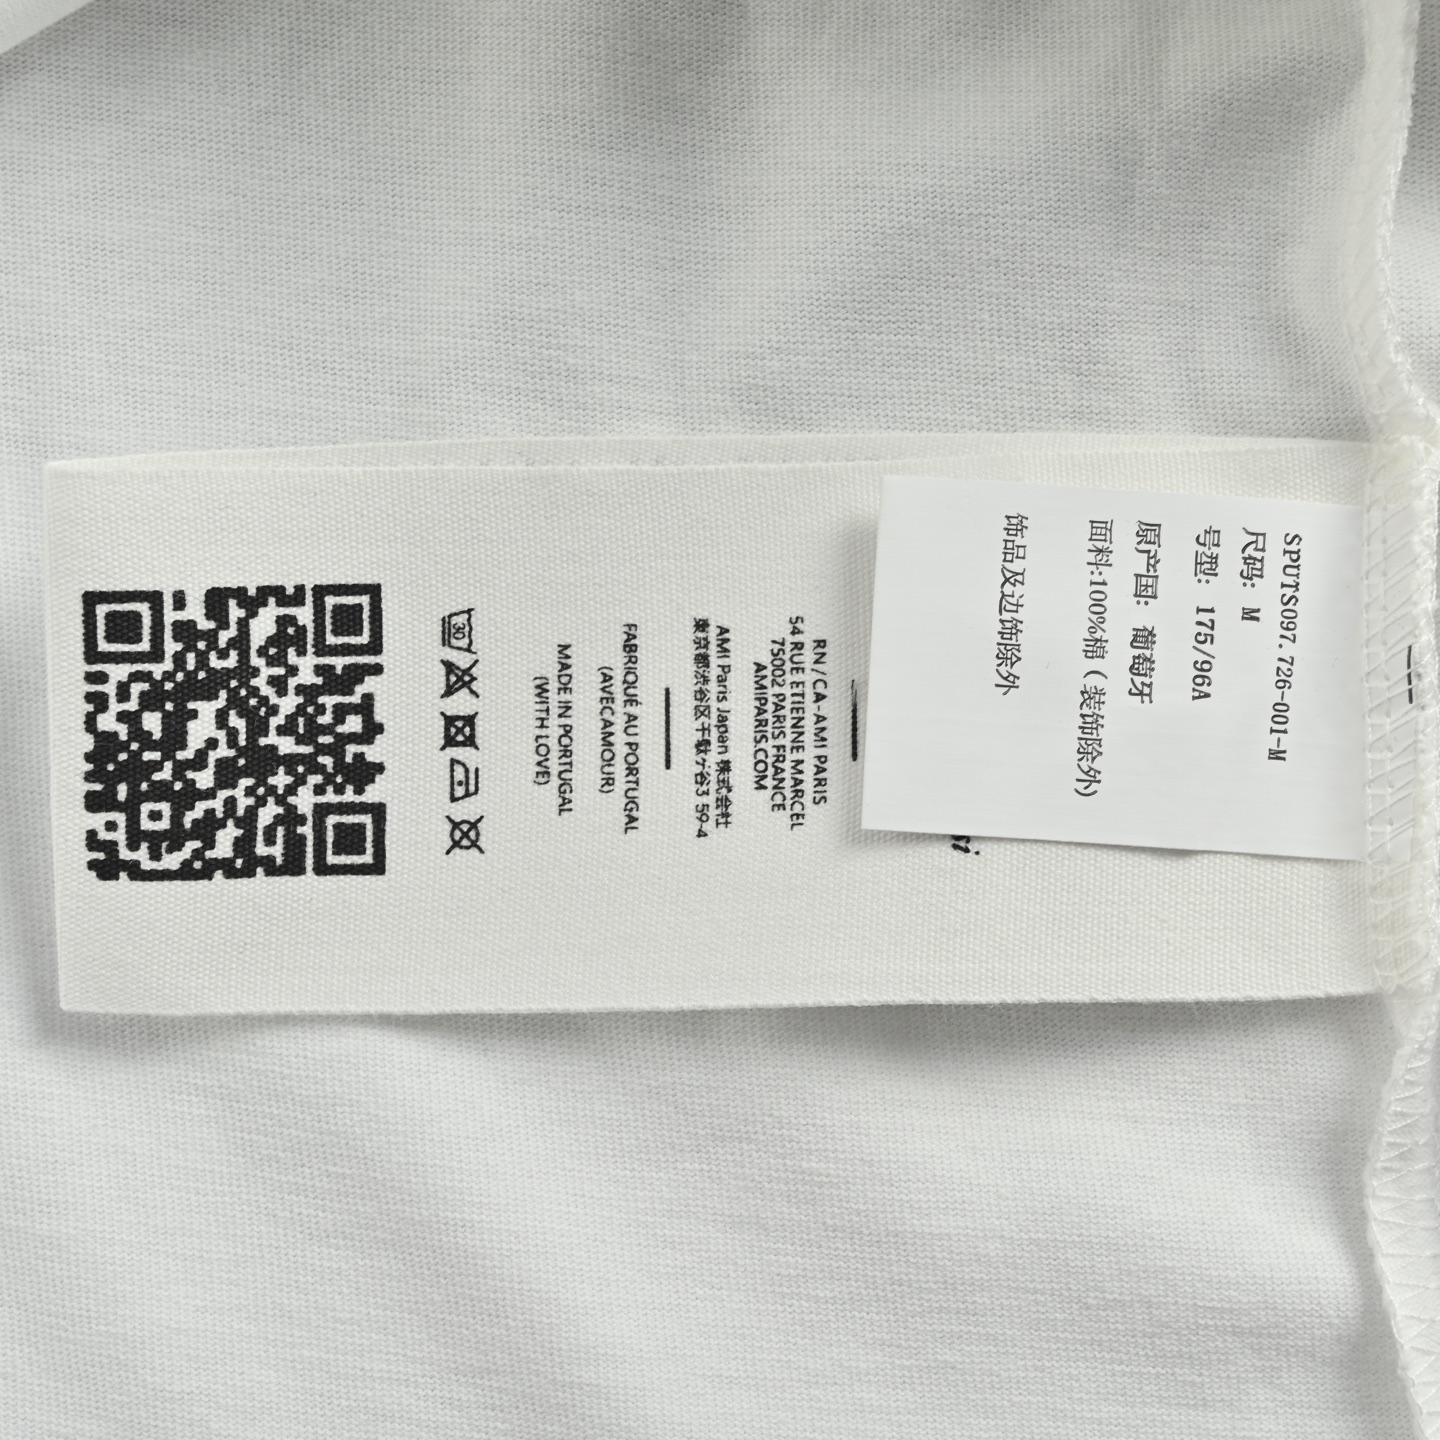 SPUTS097.726-001-M
尺码: M
号型: 175/96A
原产国: 葡萄牙
面料:100%棉 ( 装饰除外)
饰品及边饰除外
RN / CA - AMI PARIS
54 RUE ETIENNE MARCEL
75002 PARIS FRANCE
AMIPARIS.COM
AMI Paris Japan 株式会社
東京都渋谷区千駄ヶ谷3 59-4
FABRIQUÉ AU PORTUGAL
(AVECAMOUR)
MADE IN PORTUGAL
(WITH LOVE)
30